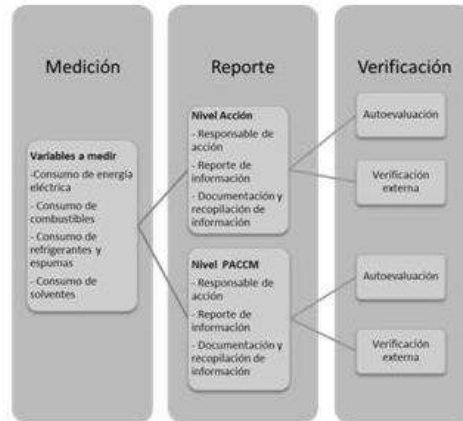 Medición
Variables a medir
-Consumo de energía
eléctrica
- Consumo de
combustibles
- Consumo de
refrigerantes y
espumas
- Consumo de
solventes
Reporte
Nivel Acción
- Responsable de
acción
- Reporte de
información
- Documentación y
recopilación de
información
Nivel PACCM
- Responsable de
acción
- Reporte de
información
- Documentación y
recopilación de
información
Verificación
Autoevaluación
Verificación
externa
Autoevaluación
Verificación
externa